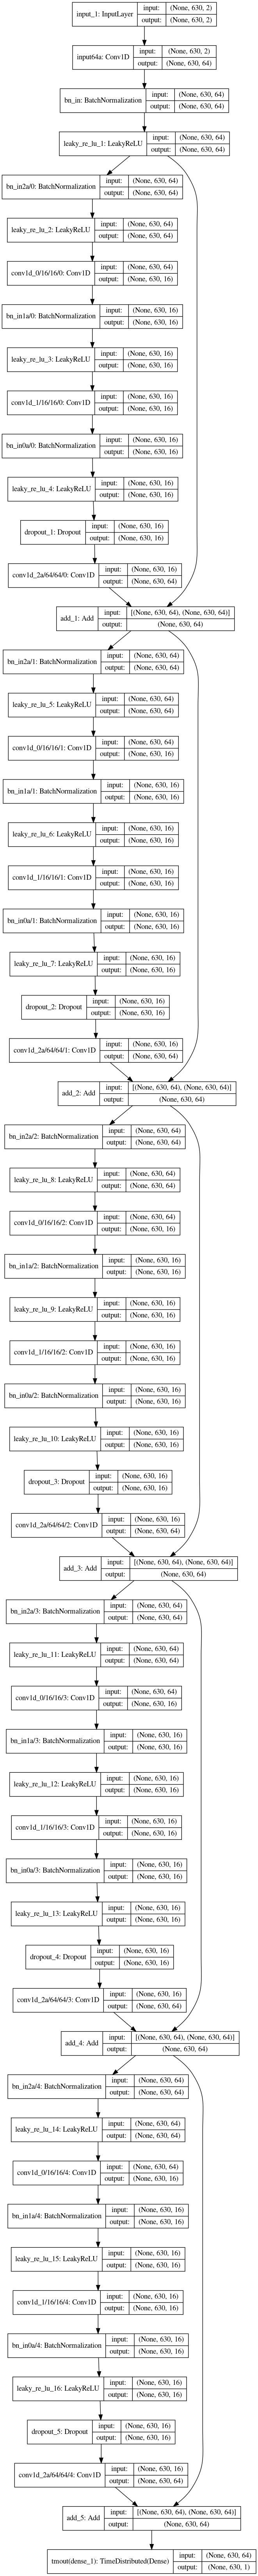 input_1: InputLayer input: (None, 630, 2)
output: (None, 630, 2)
input64a: Conv1D input: (None, 630, 2)
output: (None, 630, 64)
bn_in: BatchNormalization input: (None, 630, 64)
output: (None, 630, 64)
leaky_re_lu_1: LeakyReLU input: (None, 630, 64)
output: (None, 630, 64)
bn_in2a/0: BatchNormalization input: (None, 630, 64)
output: (None, 630, 64)
leaky_re_lu_2: LeakyReLU input: (None, 630, 64)
output: (None, 630, 64)
conv1d_0/16/16/0: Conv1D input: (None, 630, 64)
output: (None, 630, 16)
bn_in1a/0: BatchNormalization input: (None, 630, 16)
output: (None, 630, 16)
leaky_re_lu_3: LeakyReLU input: (None, 630, 16)
output: (None, 630, 16)
conv1d_1/16/16/0: Conv1D input: (None, 630, 16)
output: (None, 630, 16)
bn_in0a/0: BatchNormalization input: (None, 630, 16)
output: (None, 630, 16)
leaky_re_lu_4: LeakyReLU input: (None, 630, 16)
output: (None, 630, 16)
dropout_1: Dropout input: (None, 630, 16)
output: (None, 630, 16)
conv1d_2a/64/64/0: Conv1D input: (None, 630, 16)
output: (None, 630, 64)
add_1: Add input: [(None, 630, 64), (None, 630, 64)]
output: (None, 630, 64)
bn_in2a/1: BatchNormalization input: (None, 630, 64)
output: (None, 630, 64)
leaky_re_lu_5: LeakyReLU input: (None, 630, 64)
output: (None, 630, 64)
conv1d_0/16/16/1: Conv1D input: (None, 630, 64)
output: (None, 630, 16)
bn_in1a/1: BatchNormalization input: (None, 630, 16)
output: (None, 630, 16)
leaky_re_lu_6: LeakyReLU input: (None, 630, 16)
output: (None, 630, 16)
conv1d_1/16/16/1: Conv1D input: (None, 630, 16)
output: (None, 630, 16)
bn_in0a/1: BatchNormalization input: (None, 630, 16)
output: (None, 630, 16)
leaky_re_lu_7: LeakyReLU input: (None, 630, 16)
output: (None, 630, 16)
dropout_2: Dropout input: (None, 630, 16)
output: (None, 630, 16)
conv1d_2a/64/64/1: Conv1D input: (None, 630, 16)
output: (None, 630, 64)
add_2: Add input: [(None, 630, 64), (None, 630, 64)]
output: (None, 630, 64)
bn_in2a/2: BatchNormalization input: (None, 630, 64)
output: (None, 630, 64)
leaky_re_lu_8: LeakyReLU input: (None, 630, 64)
output: (None, 630, 64)
conv1d_0/16/16/2: Conv1D input: (None, 630, 64)
output: (None, 630, 16)
bn_in1a/2: BatchNormalization input: (None, 630, 16)
output: (None, 630, 16)
leaky_re_lu_9: LeakyReLU input: (None, 630, 16)
output: (None, 630, 16)
conv1d_1/16/16/2: Conv1D input: (None, 630, 16)
output: (None, 630, 16)
bn_in0a/2: BatchNormalization input: (None, 630, 16)
output: (None, 630, 16)
leaky_re_lu_10: LeakyReLU input: (None, 630, 16)
output: (None, 630, 16)
dropout_3: Dropout input: (None, 630, 16)
output: (None, 630, 16)
conv1d_2a/64/64/2: Conv1D input: (None, 630, 16)
output: (None, 630, 64)
add_3: Add input: [(None, 630, 64), (None, 630, 64)]
output: (None, 630, 64)
bn_in2a/3: BatchNormalization input: (None, 630, 64)
output: (None, 630, 64)
leaky_re_lu_11: LeakyReLU input: (None, 630, 64)
output: (None, 630, 64)
conv1d_0/16/16/3: Conv1D input: (None, 630, 64)
output: (None, 630, 16)
bn_in1a/3: BatchNormalization input: (None, 630, 16)
output: (None, 630, 16)
leaky_re_lu_12: LeakyReLU input: (None, 630, 16)
output: (None, 630, 16)
conv1d_1/16/16/3: Conv1D input: (None, 630, 16)
output: (None, 630, 16)
bn_in0a/3: BatchNormalization input: (None, 630, 16)
output: (None, 630, 16)
leaky_re_lu_13: LeakyReLU input: (None, 630, 16)
output: (None, 630, 16)
dropout_4: Dropout input: (None, 630, 16)
output: (None, 630, 16)
conv1d_2a/64/64/3: Conv1D input: (None, 630, 16)
output: (None, 630, 64)
add_4: Add input: [(None, 630, 64), (None, 630, 64)]
output: (None, 630, 64)
bn_in2a/4: BatchNormalization input: (None, 630, 64)
output: (None, 630, 64)
leaky_re_lu_14: LeakyReLU input: (None, 630, 64)
output: (None, 630, 64)
conv1d_0/16/16/4: Conv1D input: (None, 630, 64)
output: (None, 630, 16)
bn_in1a/4: BatchNormalization input: (None, 630, 16)
output: (None, 630, 16)
leaky_re_lu_15: LeakyReLU input: (None, 630, 16)
output: (None, 630, 16)
conv1d_1/16/16/4: Conv1D input: (None, 630, 16)
output: (None, 630, 16)
bn_in0a/4: BatchNormalization input: (None, 630, 16)
output: (None, 630, 16)
leaky_re_lu_16: LeakyReLU input: (None, 630, 16)
output: (None, 630, 16)
dropout_5: Dropout input: (None, 630, 16)
output: (None, 630, 16)
conv1d_2a/64/64/4: Conv1D input: (None, 630, 16)
output: (None, 630, 64)
add_5: Add input: [(None, 630, 64), (None, 630, 64)]
output: (None, 630, 64)
tmout(dense_1): TimeDistributed(Dense) input: (None, 630, 64)
output: (None, 630, 1)